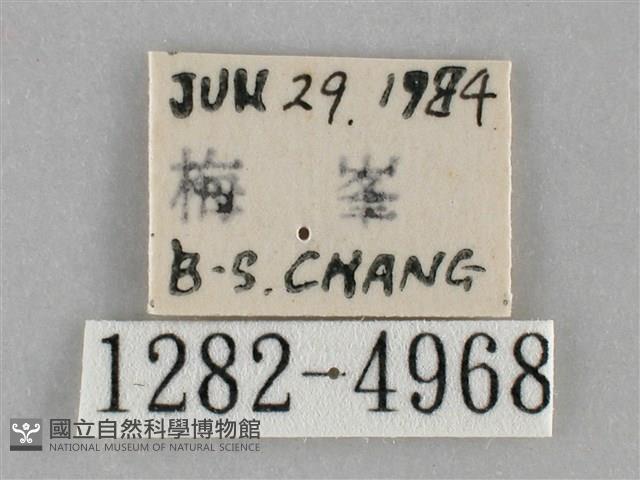 JUN 29. 1984
梅 峯
B-S. CHANG
1282-4968
國立自然科學博物館
NATIONAL MUSEUM OF NATURAL SCIENCE